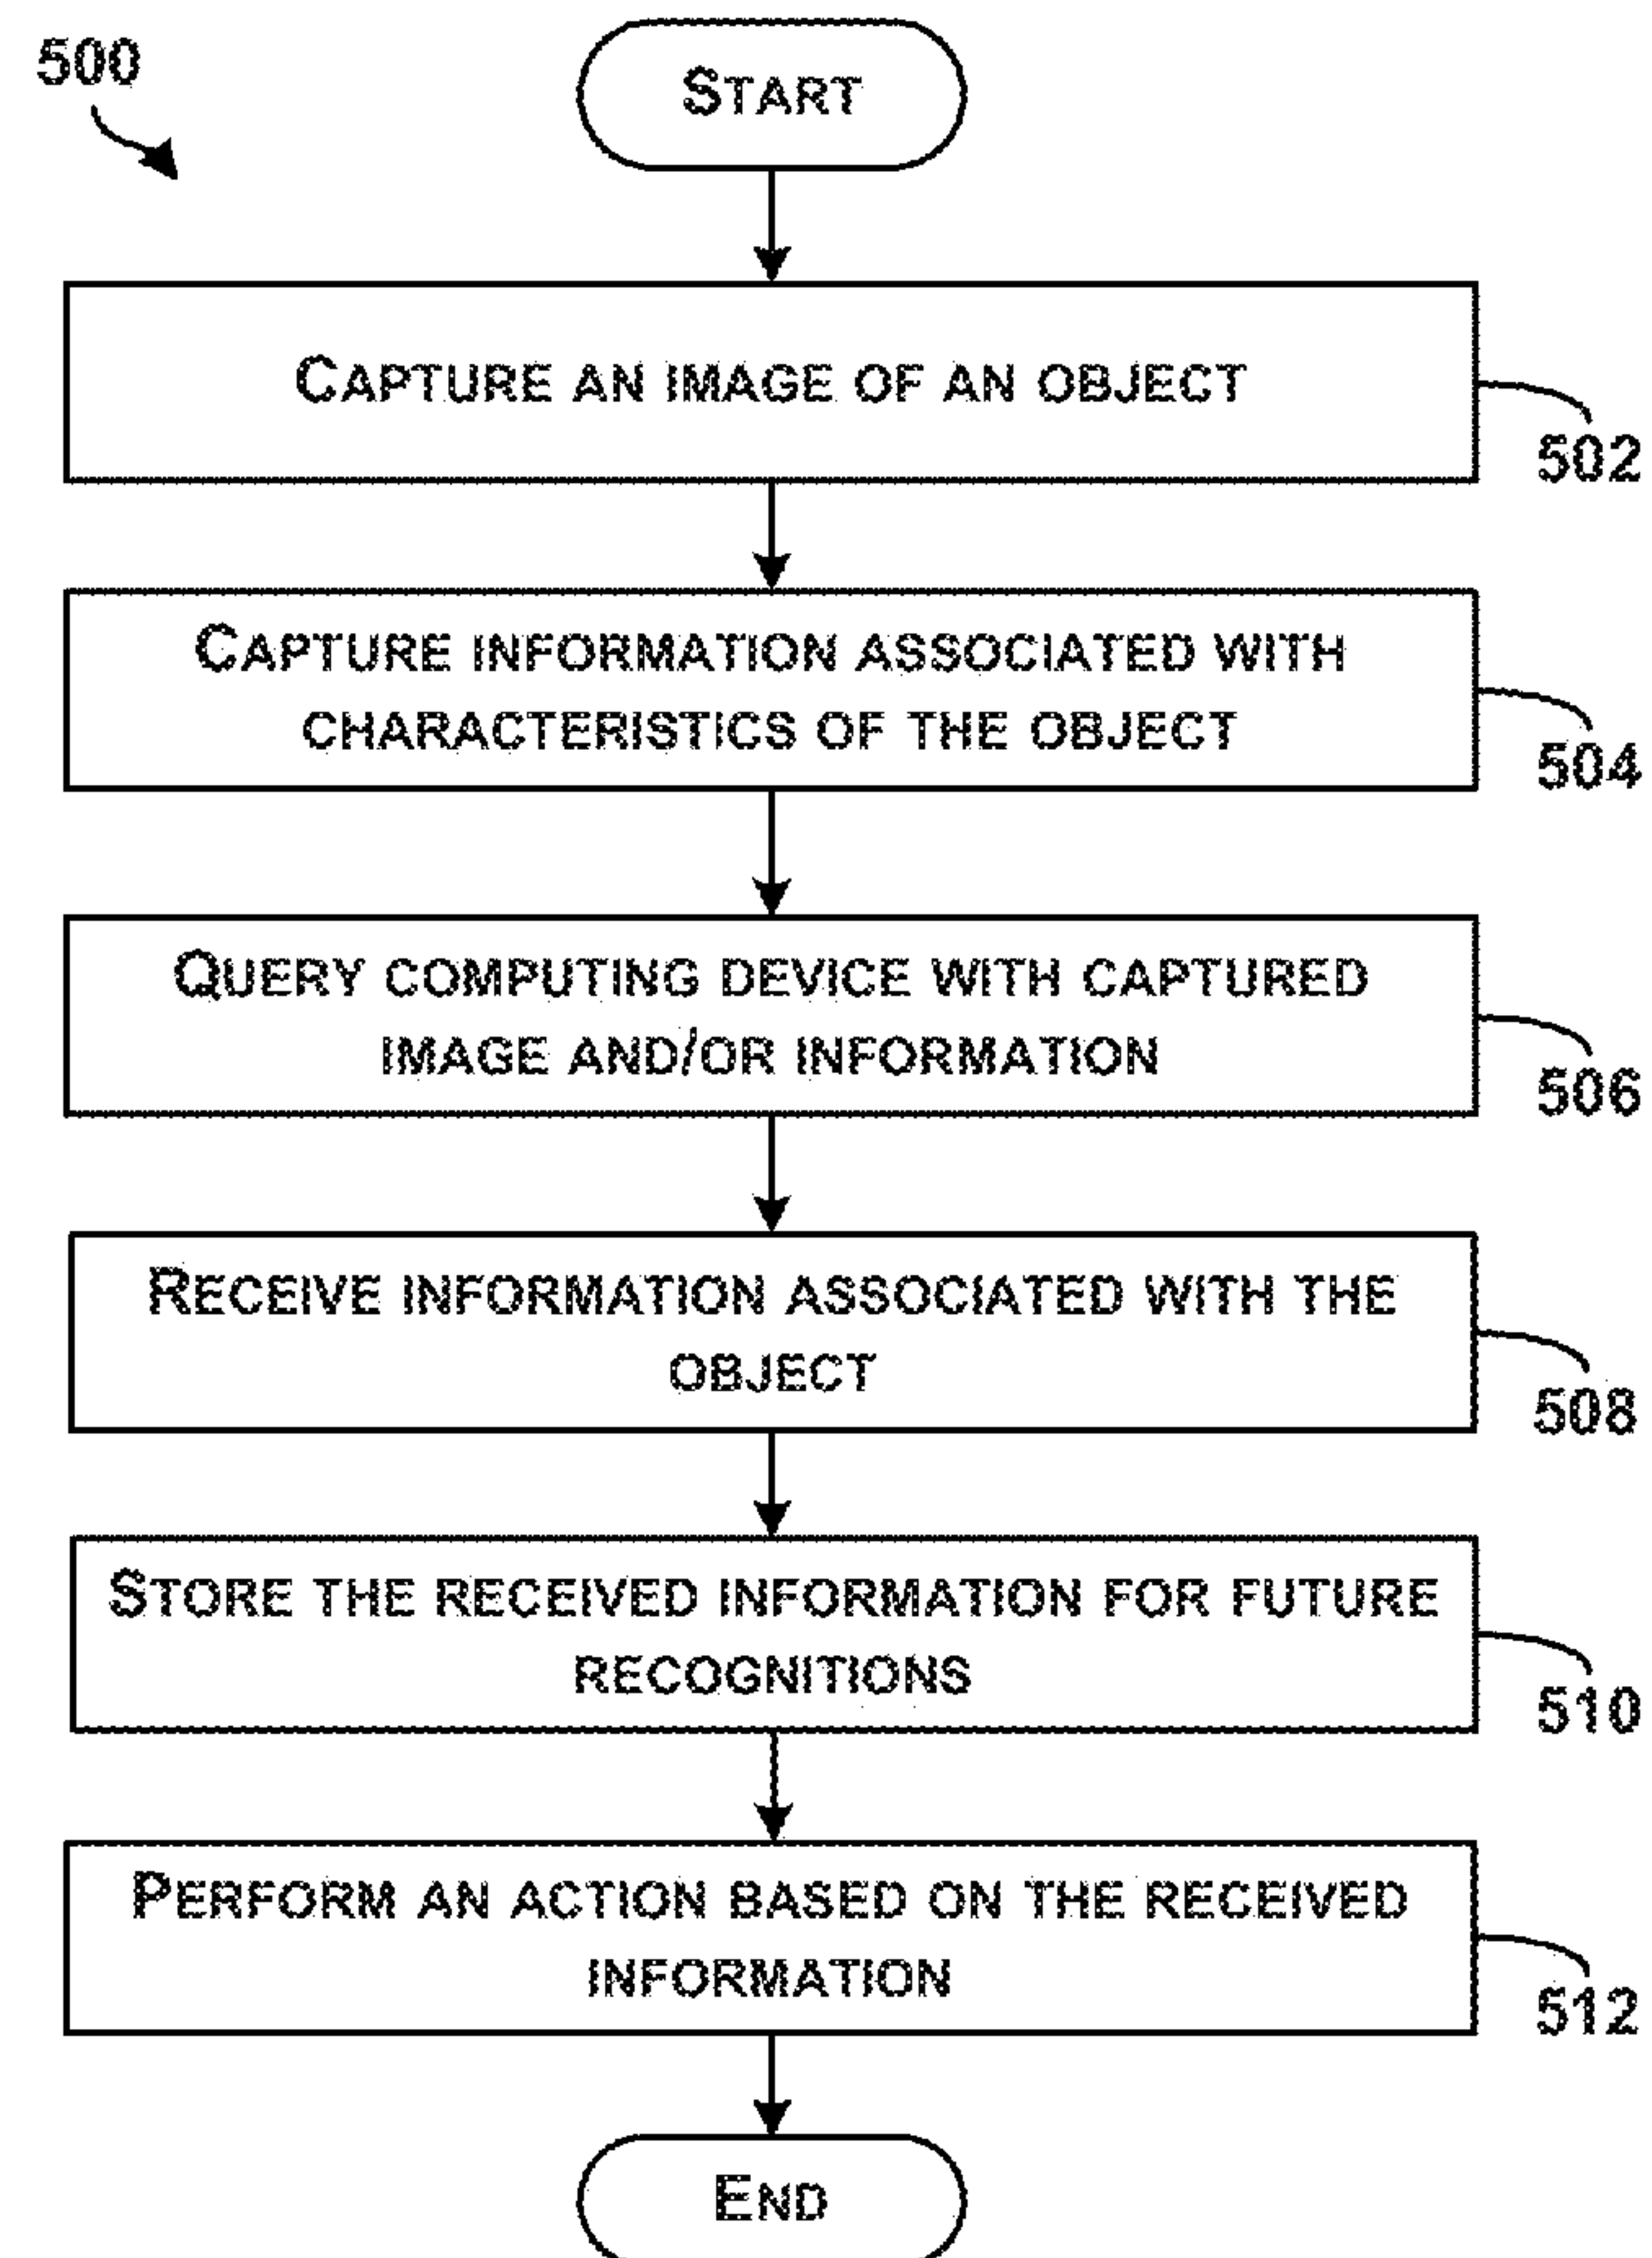 500
START
CAPTURE AN IMAGE OF AN OBJECT
502
CAPTURE INFORMATION ASSOCIATED WITH
CHARACTERISTICS OF THE OBJECT
504
QUERY COMPUTING DEVICE WITH CAPTURED
IMAGE AND/OR INFORMATION
506
RECEIVE INFORMATION ASSOCIATED WITH THE
OBJECT
508
STORE THE RECEIVED INFORMATION FOR FUTURE
RECOGNITIONS
510
PERFORM AN ACTION BASED ON THE RECEIVED
INFORMATION
512
END